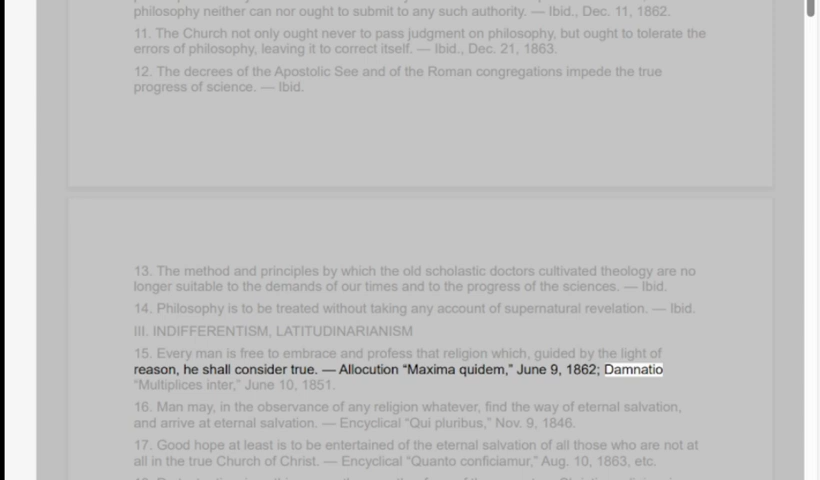 philosophy neither can nor ought to submit to any such authority. — Ibid., Dec. 11, 1862.
11. The Church not only ought never to pass judgment on philosophy, but ought to tolerate the
errors of philosophy, leaving it to correct itself. — Ibid., Dec. 21, 1863.
12. The decrees of the Apostolic See and of the Roman congregations impede the true
progress of science. — Ibid.
13. The method and principles by which the old scholastic doctors cultivated theology are no
longer suitable to the demands of our times and to the progress of the sciences. — Ibid.
14. Philosophy is to be treated without taking any account of supernatural revelation. — Ibid.
III. INDIFFERENTISM, LATITUDINARIANISM
15. Every man is free to embrace and profess that religion which, guided by the light of
reason, he shall consider true. — Allocution “Maxima quidem,” June 9, 1862; Damnatio
“Multiplices inter,” June 10, 1851.
16. Man may, in the observance of any religion whatever, find the way of eternal salvation,
and arrive at eternal salvation. — Encyclical “Qui pluribus,” Nov. 9, 1846.
17. Good hope at least is to be entertained of the eternal salvation of all those who are not at
all in the true Church of Christ. — Encyclical “Quanto conficiamur,” Aug. 10, 1863, etc.